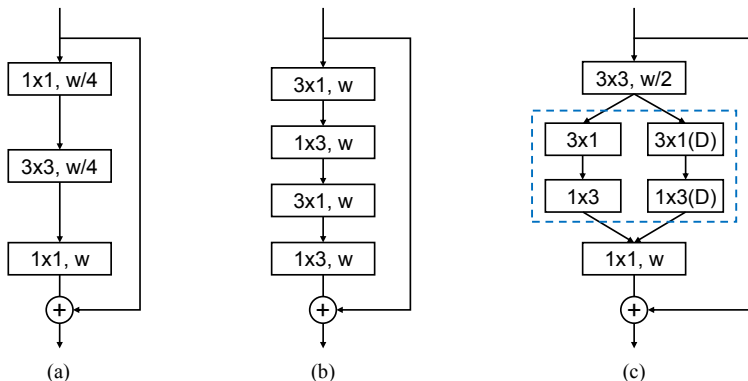 1x1, w/4
3x3, w/4
1x1, w
+
(a)
3x1, w
1x3, w
3x1, w
1x3, w
+
(b)
3x3, w/2
3x1 3x1(D)
1x3 1x3(D)
1x1, w
+
(c)